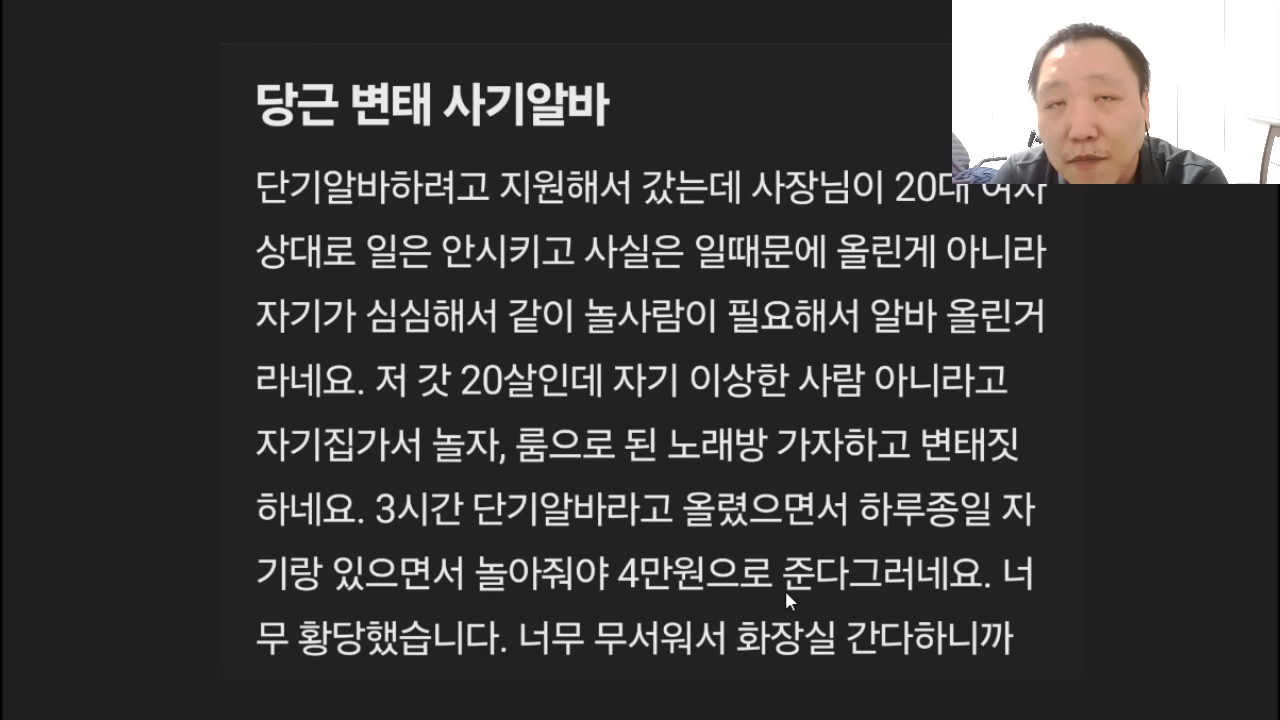 당근 변태 사기알바
단기알바하려고 지원해서 갔는데 사장님이 20대 여자
상대로 일은 안시키고 사실은 일때문에 올린게 아니라
자기가 심심해서 같이 놀사람이 필요해서 알바 올린거
라네요. 저 갓 20살인데 자기 이상한 사람 아니라고
자기집가서 놀자, 룸으로 된 노래방 가자하고 변태짓
하네요. 3시간 단기알바라고 올렸으면서 하루종일 자
기랑 있으면서 놀아줘야 4만원으로 준다그러네요. 너
무 황당했습니다. 너무 무서워서 화장실 간다하니까